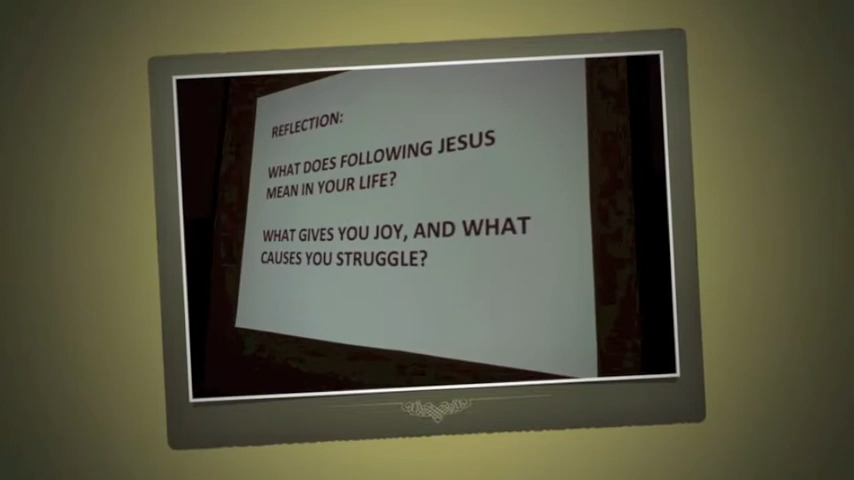 REFLECTION:
WHAT DOES FOLLOWING JESUS
MEAN IN YOUR LIFE?
WHAT GIVES YOU JOY, AND WHAT
CAUSES YOU STRUGGLE?